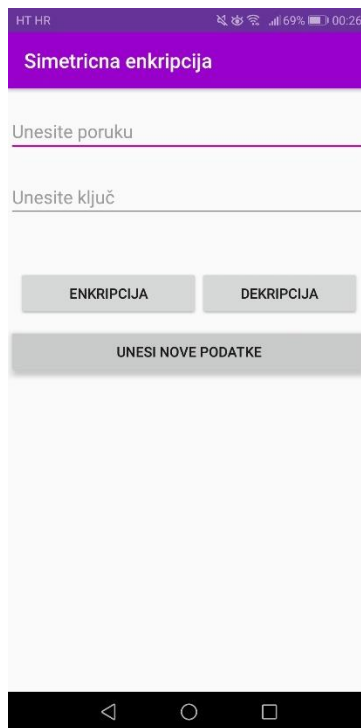 HT HR 69% 00:26
Simetricna enkripcija
Unesite poruku
Unesite ključ
ENKRIPCIJA DEKRIPCIJA
UNESI NOVE PODATKE